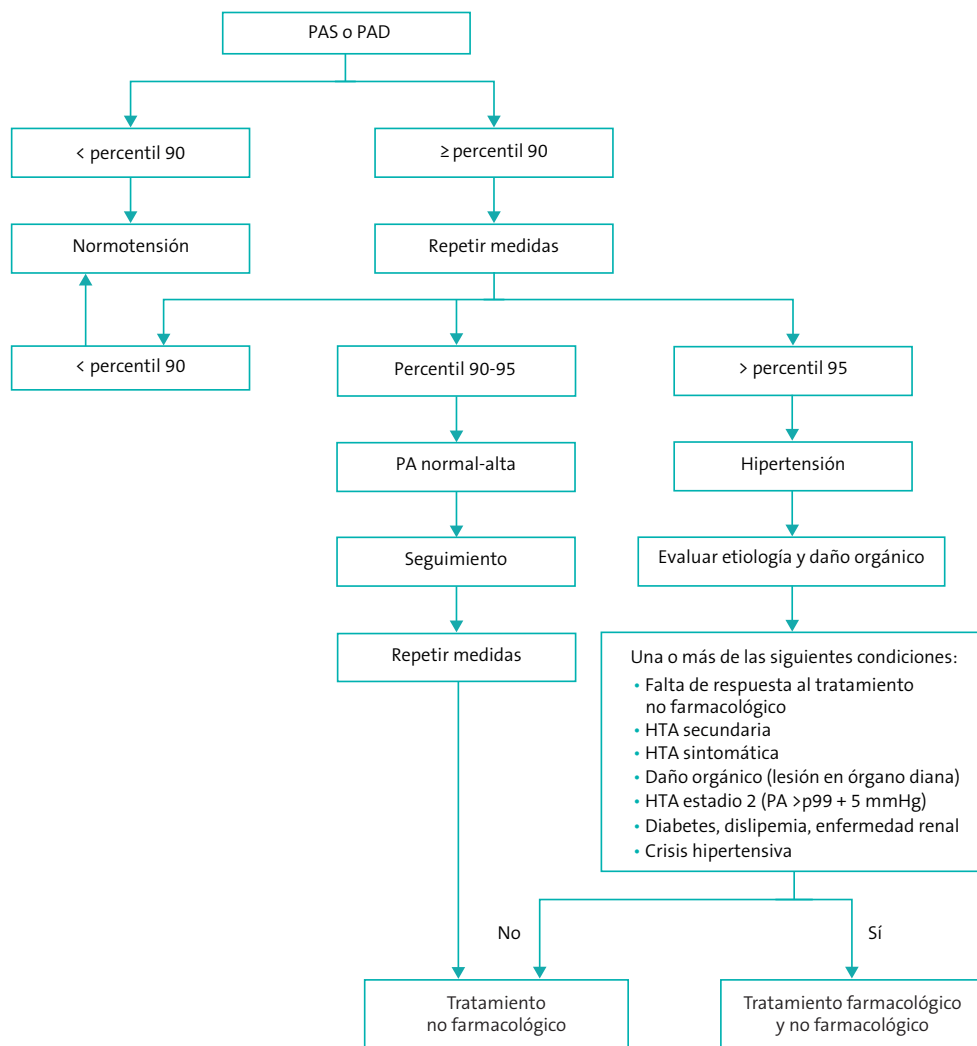 PAS o PAD
< percentil 90
≥ percentil 90
Normotensión
Repetir medidas
< percentil 90
Percentil 90-95
> percentil 95
PA normal-alta
Hipertensión
Seguimiento
Evaluar etiología y daño orgánico
Repetir medidas
Una o más de las siguientes condiciones:
• Falta de respuesta al tratamiento
no farmacológico
• HTA secundaria
• HTA sintomática
• Daño orgánico (lesión en órgano diana)
• HTA estadio 2 (PA >p99 + 5 mmHg)
• Diabetes, dislipemia, enfermedad renal
• Crisis hipertensiva
No
Sí
Tratamiento
no farmacológico
Tratamiento farmacológico
y no farmacológico